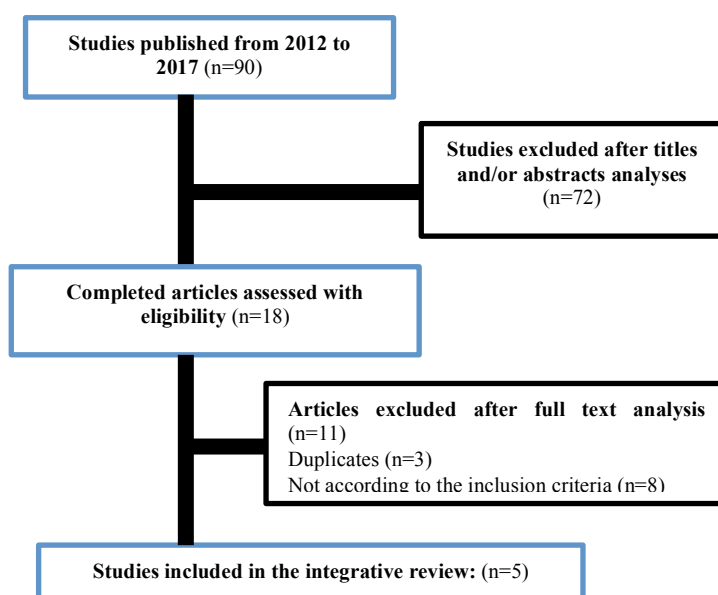 Studies published from 2012 to
2017 (n=90)
Studies excluded after titles
and/or abstracts analyses
(n=72)
Completed articles assessed with
eligibility (n=18)
Articles excluded after full text analysis
(n=11)
Duplicates (n=3)
Not according to the inclusion criteria (n=8)
Studies included in the integrative review: (n=5)